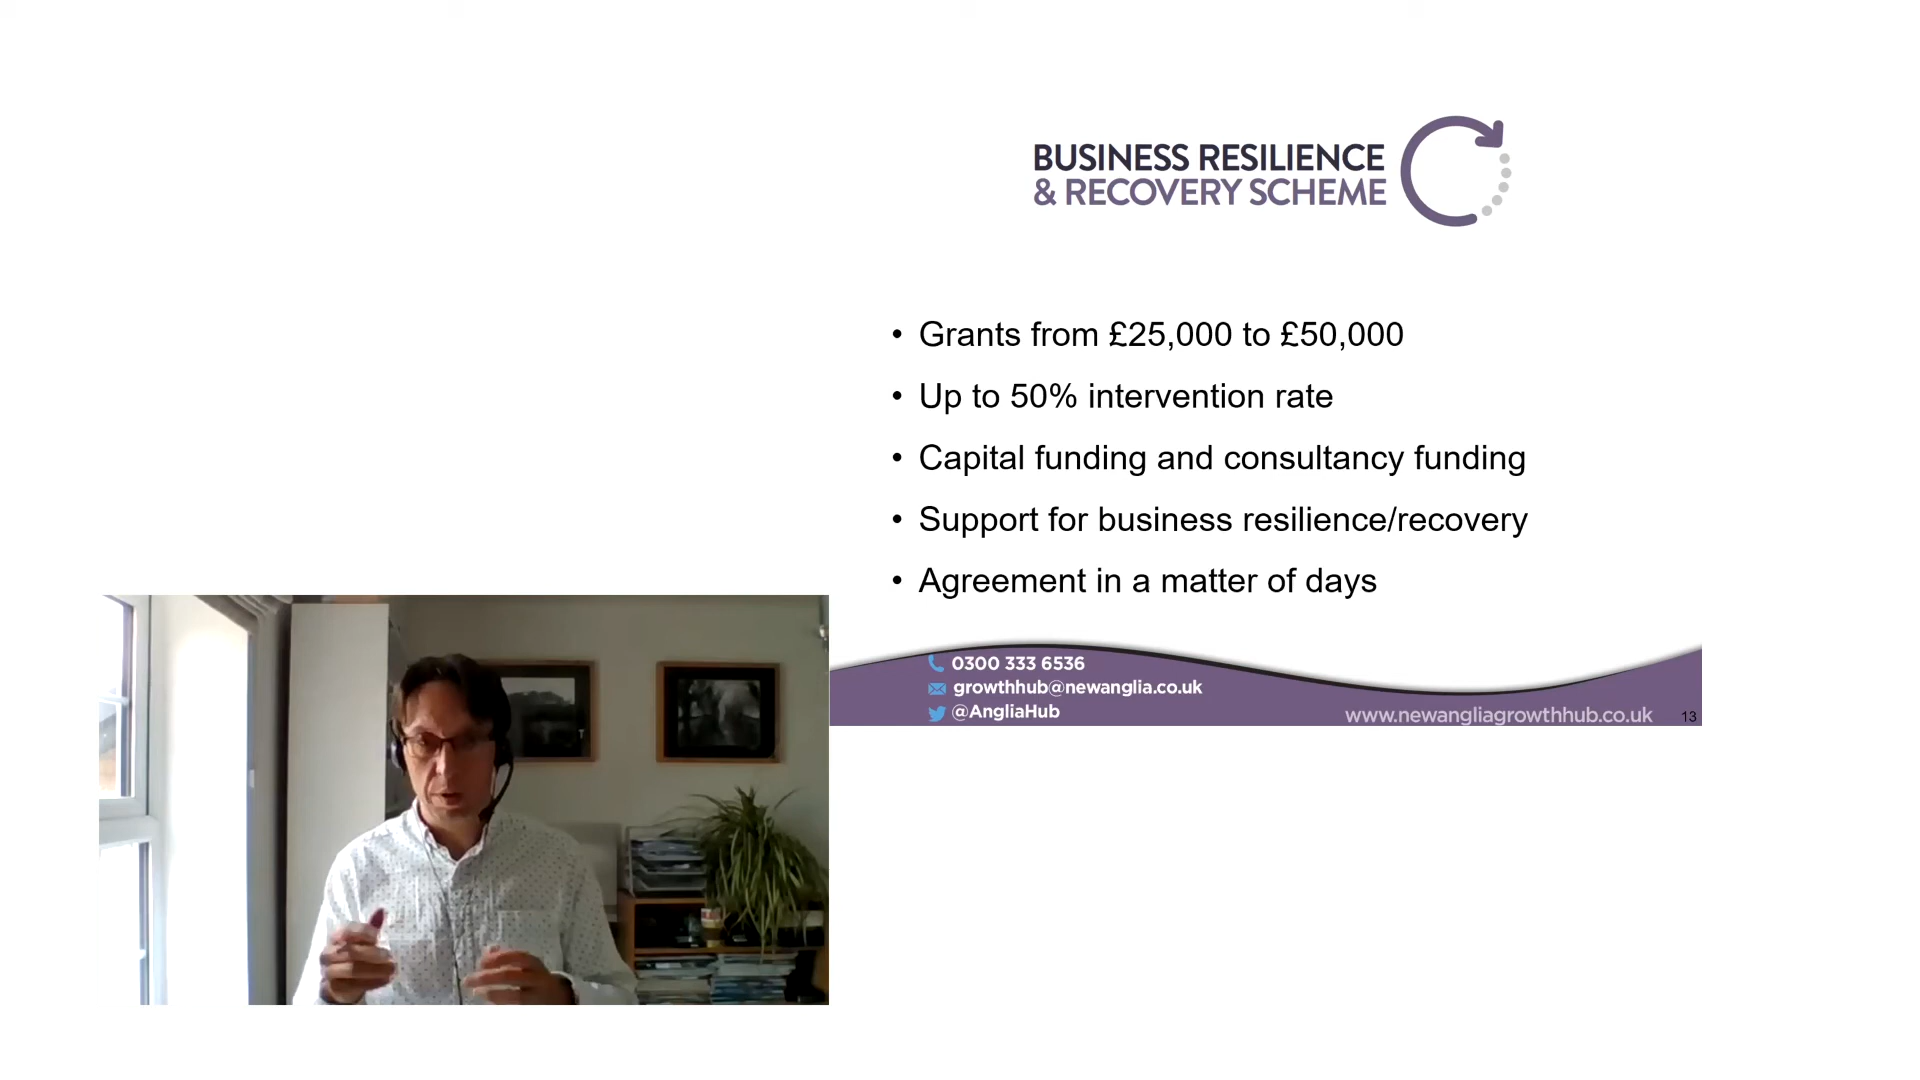 BUSINESS RESILIENCE
& RECOVERY SCHEME
• Grants from £25,000 to £50,000
• Up to 50% intervention rate
• Capital funding and consultancy funding
• Support for business resilience/recovery
• Agreement in a matter of days
0300 333 6536
growthhub@newanglia.co.uk
@AngliaHub
www.newangliagrowthhub.co.uk
13